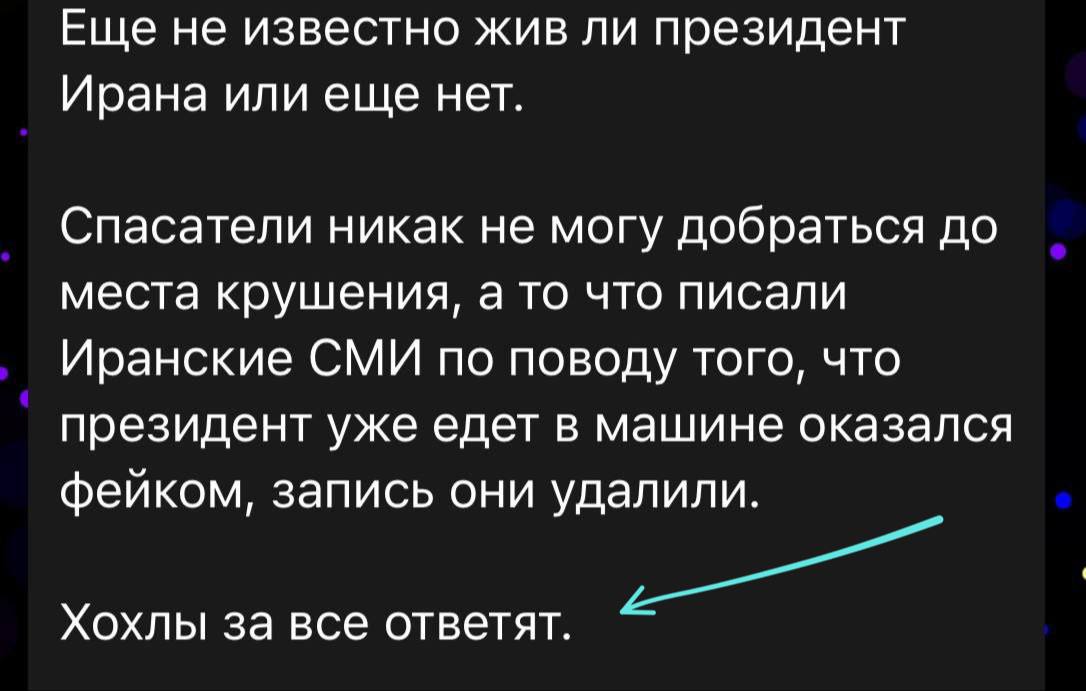 Еще не известно жив ли президент
Ирана или еще нет.
Спасатели никак не могу добраться до
места крушения, а то что писали
Иранские СМИ по поводу того, что
президент уже едет в машине оказался
фейком, запись они удалили.
Хохлы за все ответят.